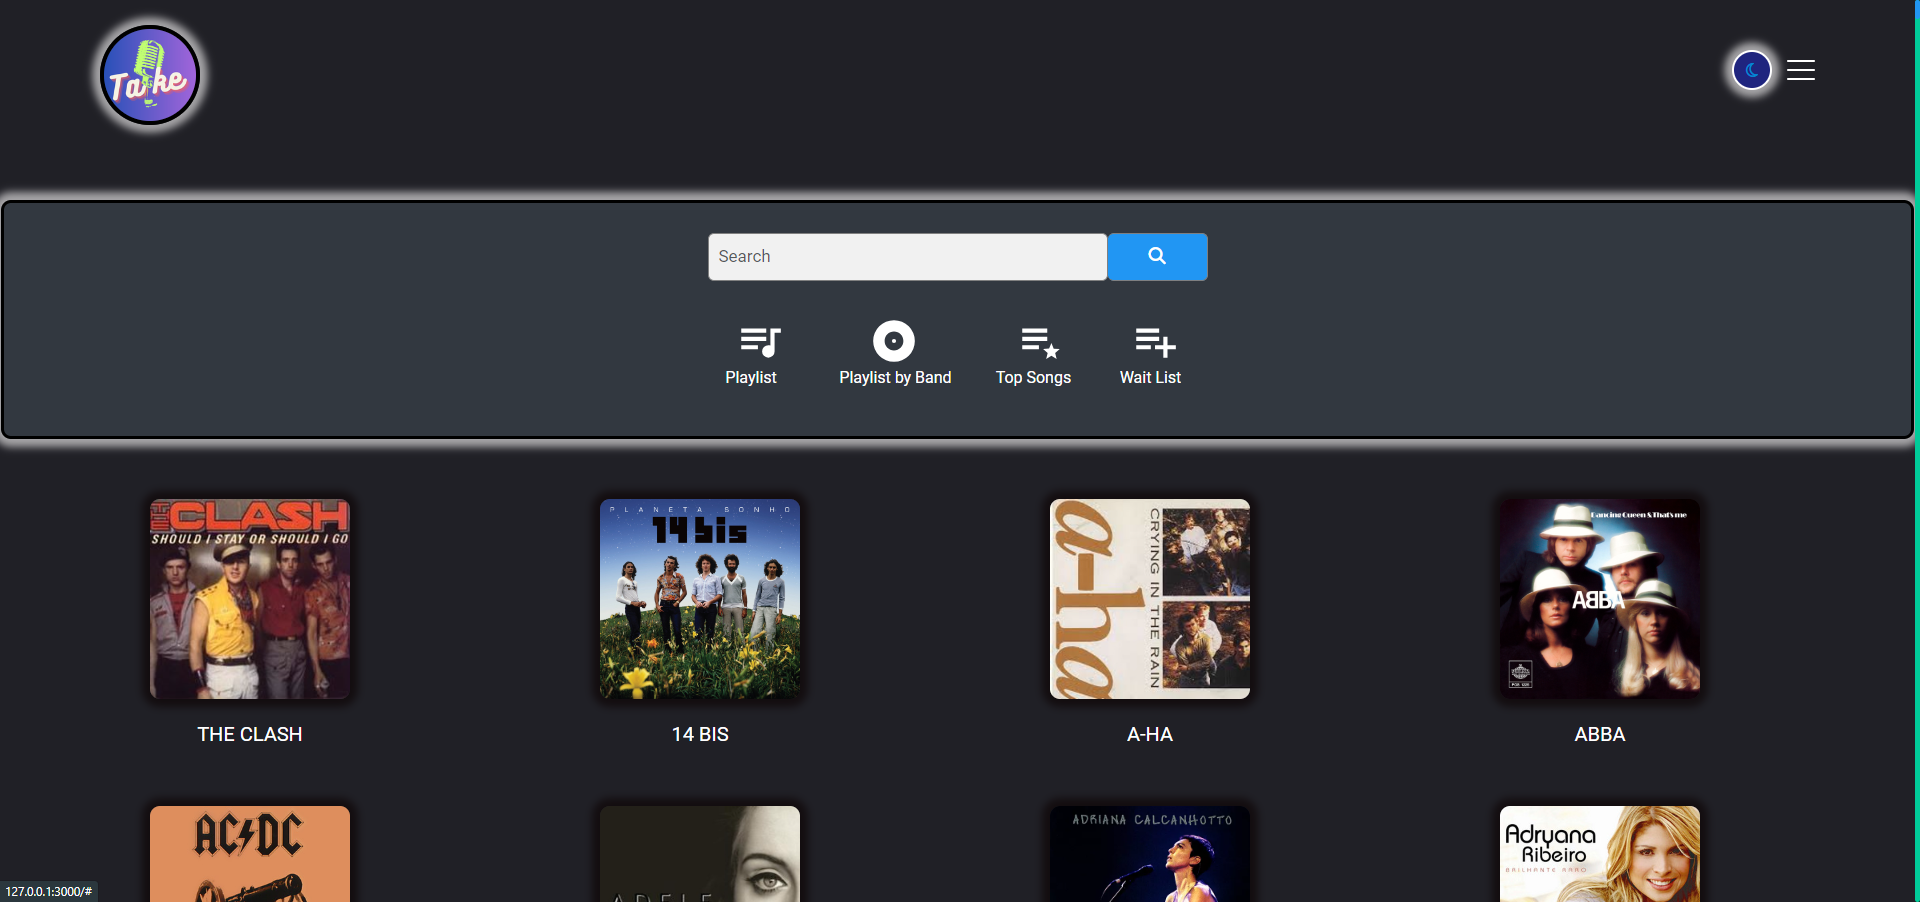 Take
Search
Playlist
Playlist by Band
Top Songs
Wait List
THE CLASH
SHOULD I STAY OR SHOULD I GO
PLANETA SONHO
14 bis
a-ha
CRYING IN THE RAIN
Dancing Queen & That's me
ABBA
THE CLASH
14 BIS
A-HA
ABBA
AC/DC
ADELE
ADRIANA CALCANHOTTO
Adryana
Ribeiro
BRILHANTE RARO
127.0.0.1:3000/#